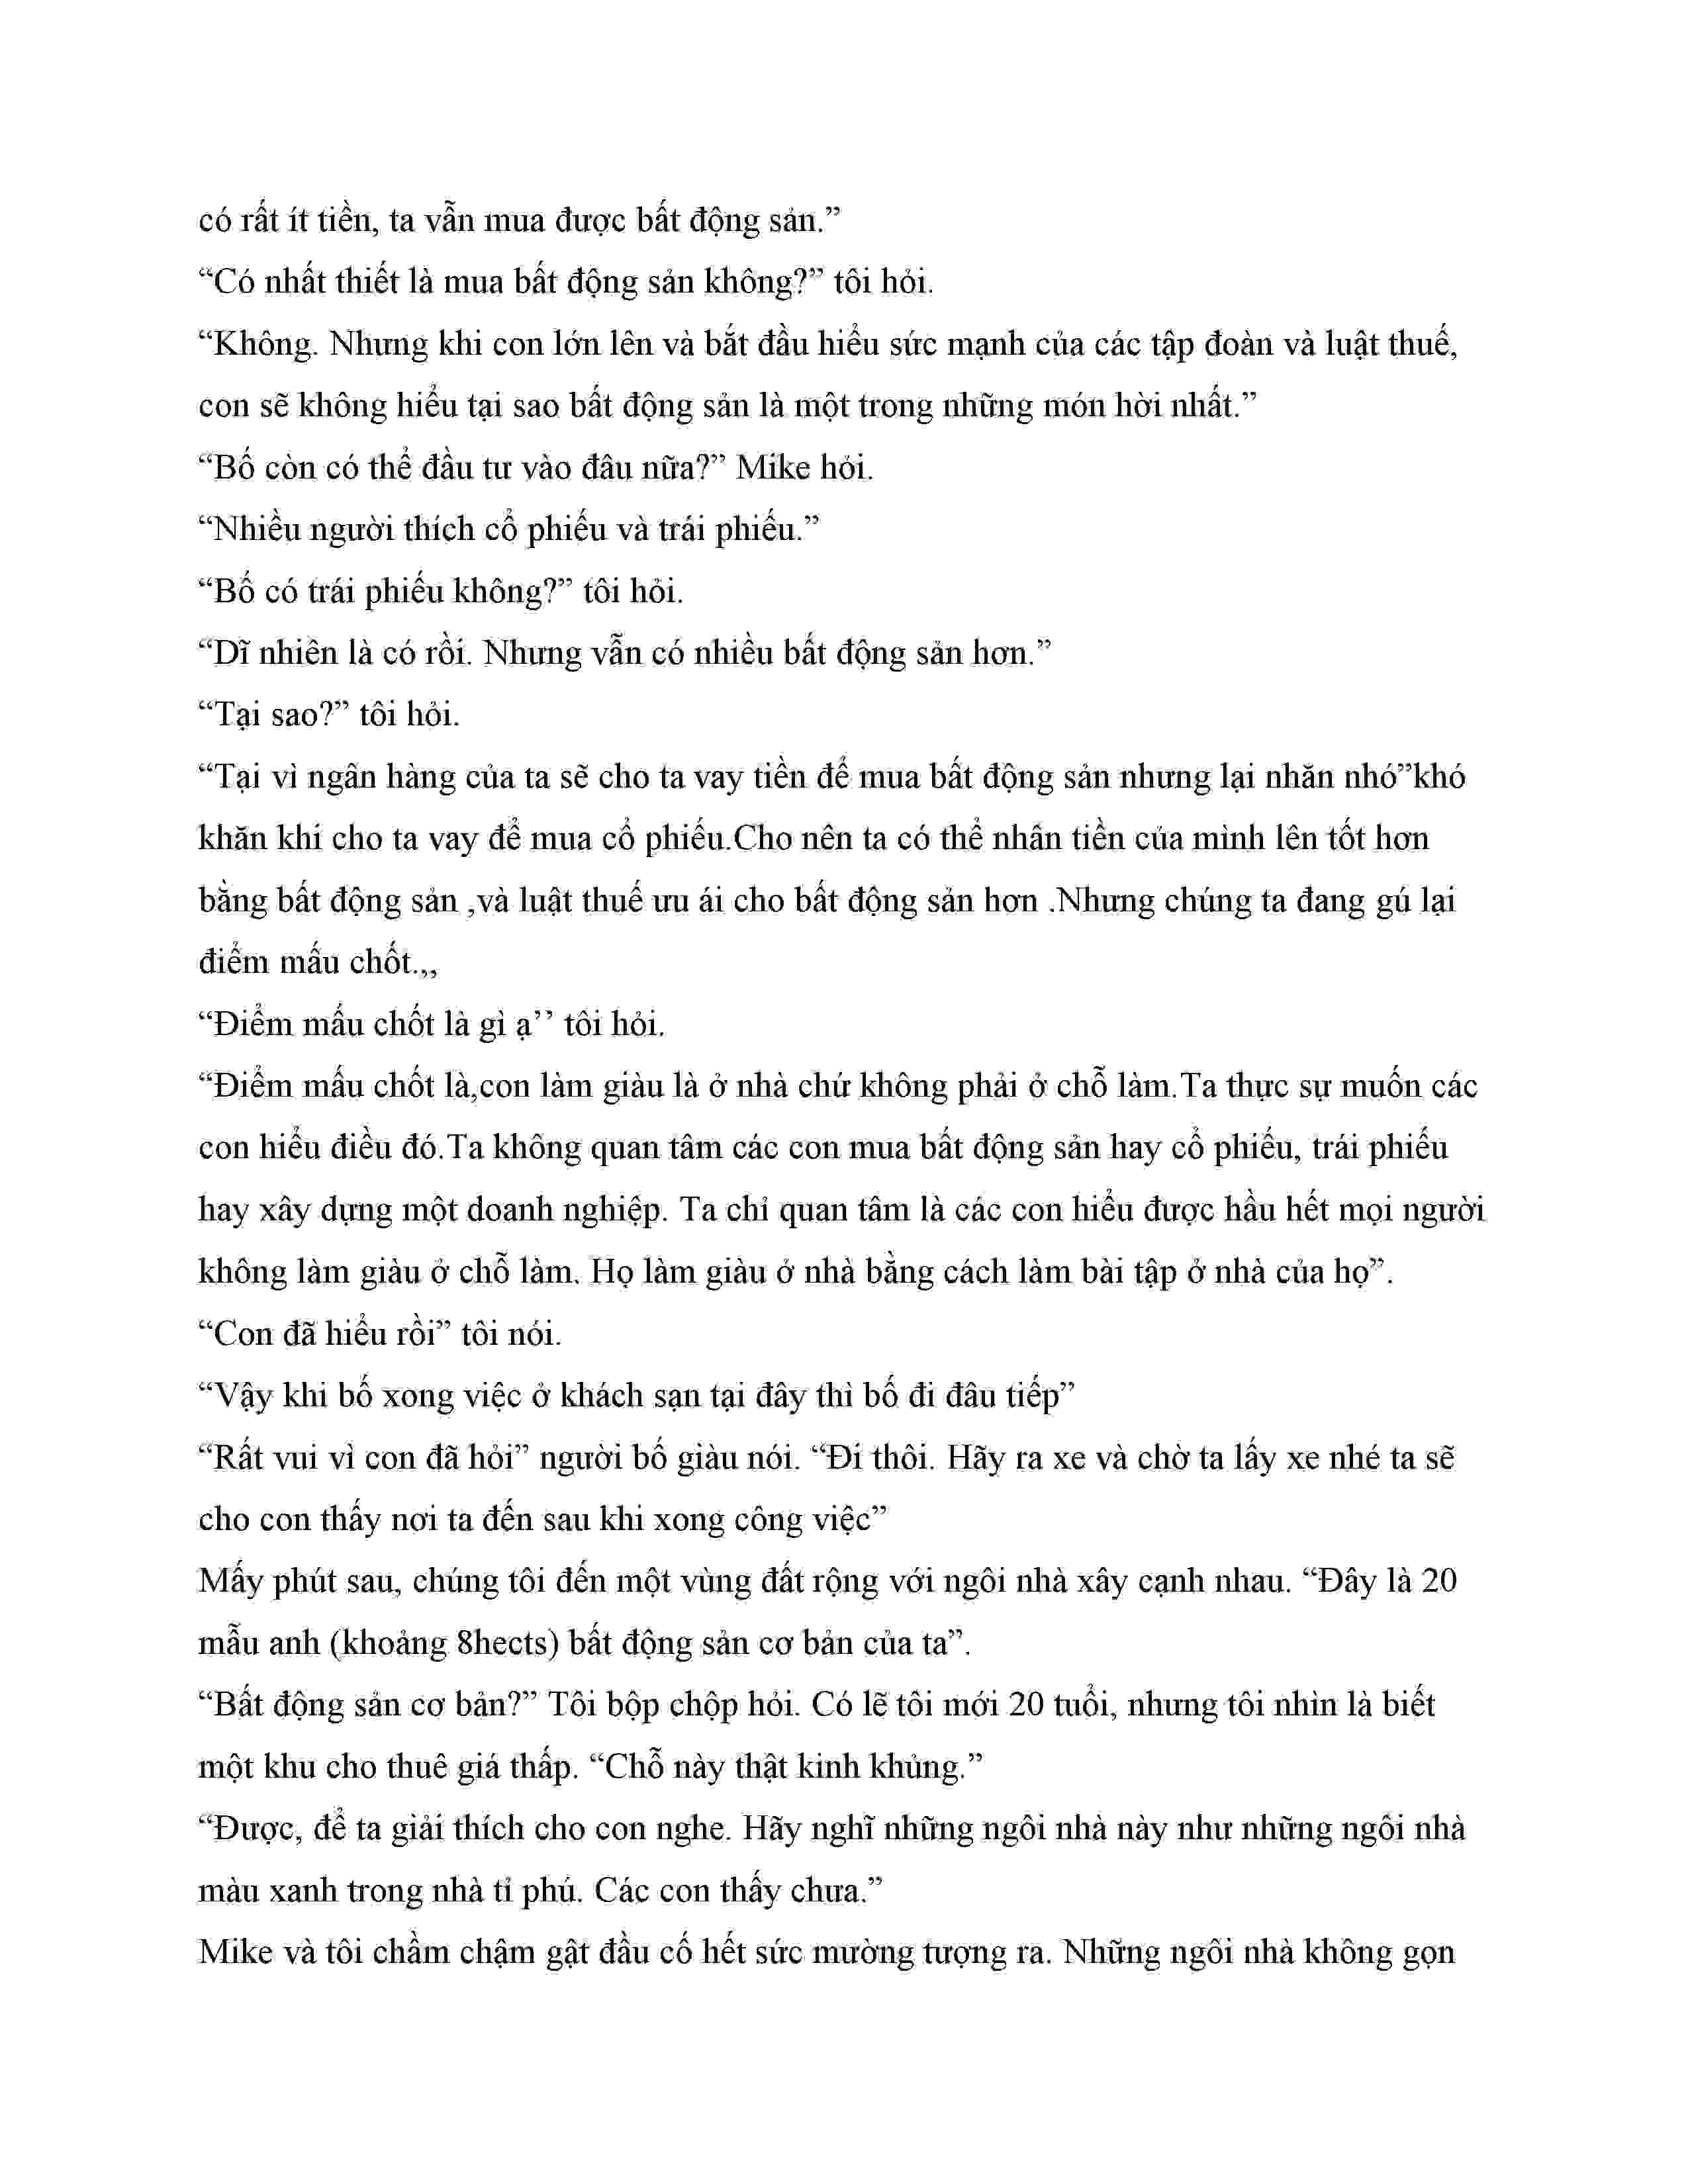 có rất ít tiền, ta vẫn mua được bất động sản.”
“Có nhất thiết là mua bất động sản không?” tôi hỏi.
“Không. Nhưng khi con lớn lên và bắt đầu hiểu sức mạnh của các tập đoàn và luật thuế,
con sẽ không hiểu tại sao bất động sản là một trong những món hời nhất.”
“Bố còn có thể đầu tư vào đâu nữa?” Mike hỏi.
“Nhiều người thích cổ phiếu và trái phiếu.”
“Bố có trái phiếu không?” tôi hỏi.
“Dĩ nhiên là có rồi. Nhưng vẫn có nhiều bất động sản hơn.”
“Tại sao?” tôi hỏi.
“Tại vì ngân hàng của ta sẽ cho ta vay tiền để mua bất động sản nhưng lại nhăn nhó”khó
khăn khi cho ta vay để mua cổ phiếu.Cho nên ta có thể nhân tiền của mình lên tốt hơn
bằng bất động sản ,và luật thuế ưu ái cho bất động sản hơn .Nhưng chúng ta đang gú lại
điểm mấu chốt.,,
“Điểm mấu chốt là gì ạ’’ tôi hỏi.
“Điểm mấu chốt là,con làm giàu là ở nhà chứ không phải ở chỗ làm.Ta thực sự muốn các
con hiểu điều đó.Ta không quan tâm các con mua bất động sản hay cổ phiếu, trái phiếu
hay xây dựng một doanh nghiệp. Ta chỉ quan tâm là các con hiểu được hầu hết mọi người
không làm giàu ở chỗ làm. Họ làm giàu ở nhà bằng cách làm bài tập ở nhà của họ”.
“Con đã hiểu rồi” tôi nói.
“Vậy khi bố xong việc ở khách sạn tại đây thì bố đi đâu tiếp”
“Rất vui vì con đã hỏi” người bố giàu nói. “Đi thôi. Hãy ra xe và chờ ta lấy xe nhé ta sẽ
cho con thấy nơi ta đến sau khi xong công việc”
Mấy phút sau, chúng tôi đến một vùng đất rộng với ngôi nhà xây cạnh nhau. “Đây là 20
mẫu anh (khoảng 8hects) bất động sản cơ bản của ta”.
“Bất động sản cơ bản?” Tôi bộp chộp hỏi. Có lẽ tôi mới 20 tuổi, nhưng tôi nhìn là biết
một khu cho thuê giá thấp. “Chỗ này thật kinh khủng.”
“Được, để ta giải thích cho con nghe. Hãy nghĩ những ngôi nhà này như những ngôi nhà
màu xanh trong nhà tỉ phú. Các con thấy chưa.”
Mike và tôi chầm chậm gật đầu cố hết sức mường tượng ra. Những ngôi nhà không gọn